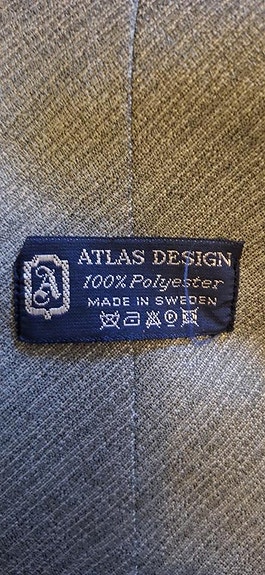 A
ATLAS DESIGN
100% Polyester
MADE IN SWEDEN
P